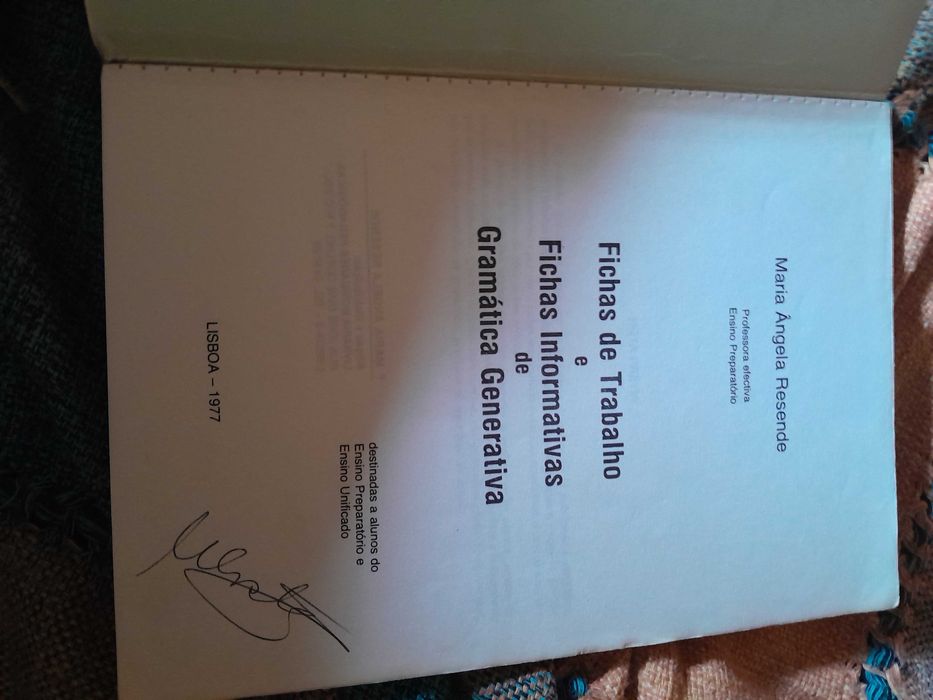 Maria Ângela Resende
Professora efectiva
Ensino Preparatório
Fichas de Trabalho
e
Fichas Informativas
de
Gramática Generativa
destinadas a alunos do
Ensino Preparatório e
Ensino Unificado
LISBOA – 1977